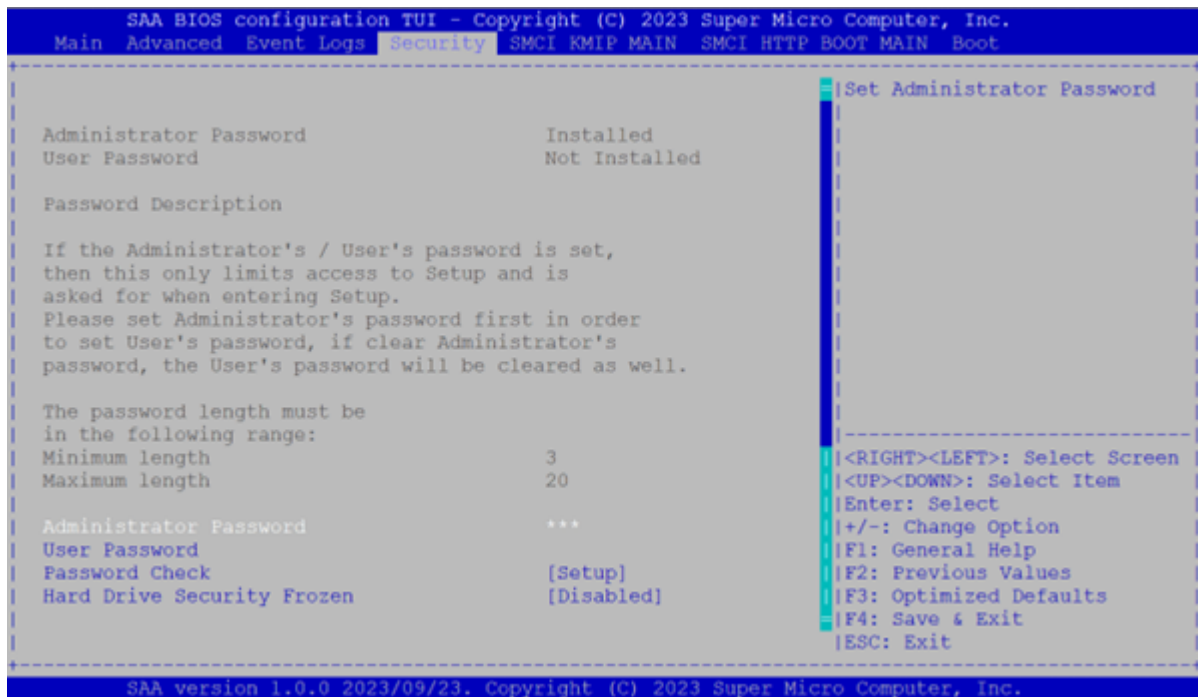 SAA BIOS configuration TUI - Copyright (C) 2023 Super Micro Computer, Inc.
Main Advanced Event Logs Security SMCI KMIP MAIN SMCI HTTP BOOT MAIN Boot
Set Administrator Password
Administrator Password Installed
User Password Not Installed
Password Description
If the Administrator's / User's password is set,
then this only limits access to Setup and is
asked for when entering Setup.
Please set Administrator's password first in order
to set User's password, if clear Administrator's
password, the User's password will be cleared as well.
The password length must be
in the following range:
Minimum length 3
Maximum length 20
Administrator Password ***
User Password
Password Check [Setup]
Hard Drive Security Frozen [Disabled]
<RIGHT><LEFT>: Select Screen
<UP><DOWN>: Select Item
Enter: Select
+/-: Change Option
F1: General Help
F2: Previous Values
F3: Optimized Defaults
F4: Save & Exit
ESC: Exit
SAA version 1.0.0 2023/09/23. Copyright (C) 2023 Super Micro Computer, Inc.